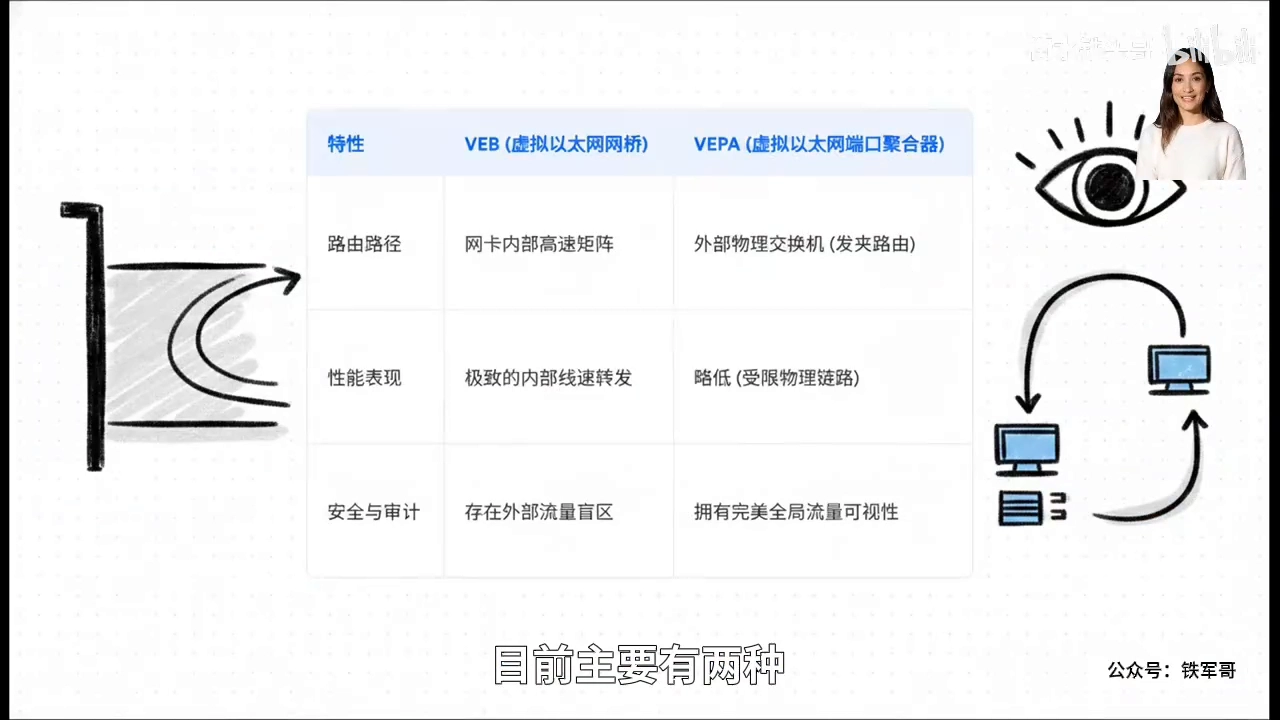 bilibili
特性 VEB (虚拟以太网网桥) VEPA (虚拟以太网端口聚合器)
路由路径 网卡内部高速矩阵 外部物理交换机 (发夹路由)
性能表现 极致的内部线速转发 略低 (受限物理链路)
安全与审计 存在外部流量盲区 拥有完美全局流量可视性
目前主要有两种
公众号：铁军哥